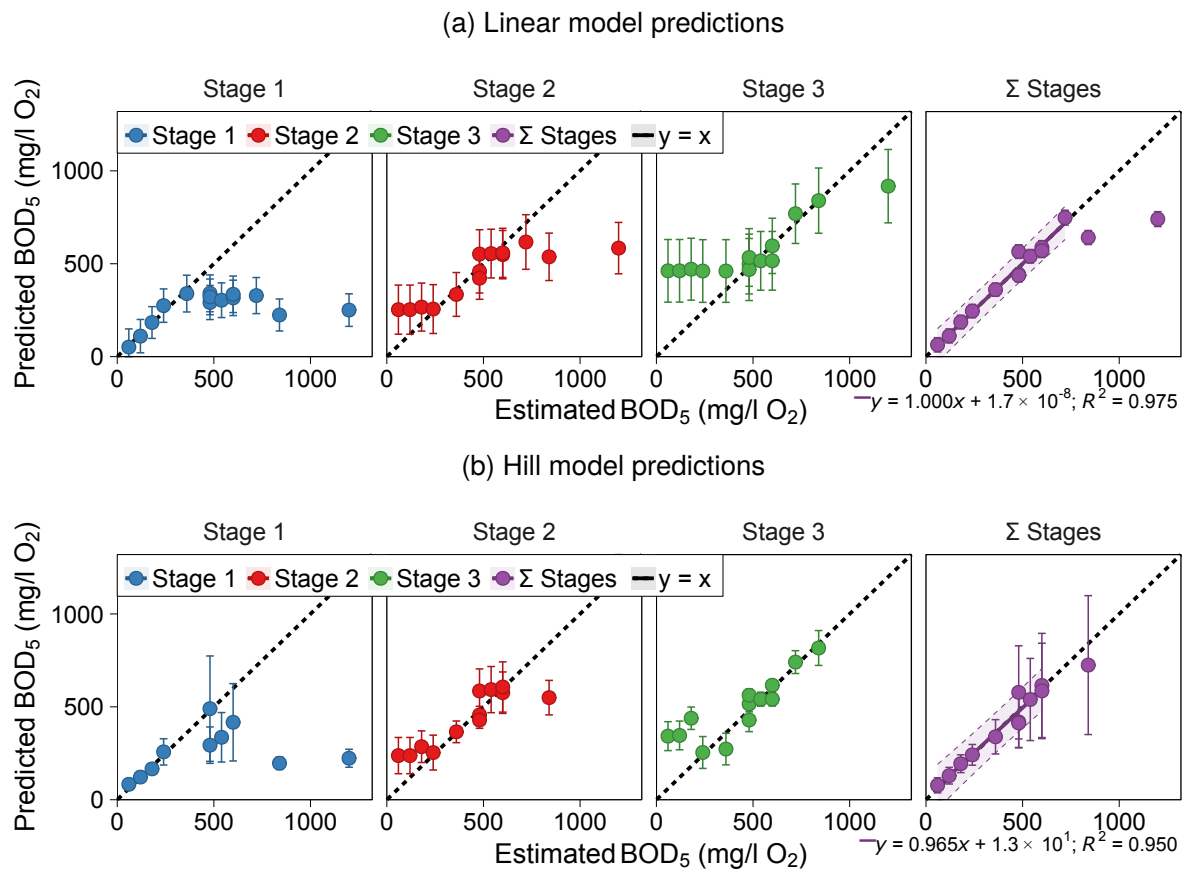 (a) Linear model predictions
Stage 1 Stage 2 Stage 3 Σ Stages
Stage 1 Stage 2 Stage 3 Σ Stages y = x
Predicted BOD₅ (mg/l O₂)
1000
500
0
0 500 1000 0 500 1000 0 500 1000 0 500 1000
Estimated BOD₅ (mg/l O₂)
y = 1.000x + 1.7 × 10⁻⁸; R² = 0.975
(b) Hill model predictions
Stage 1 Stage 2 Stage 3 Σ Stages
Stage 1 Stage 2 Stage 3 Σ Stages y = x
Predicted BOD₅ (mg/l O₂)
1000
500
0
0 500 1000 0 500 1000 0 500 1000 0 500 1000
Estimated BOD₅ (mg/l O₂)
y = 0.965x + 1.3 × 10¹; R² = 0.950